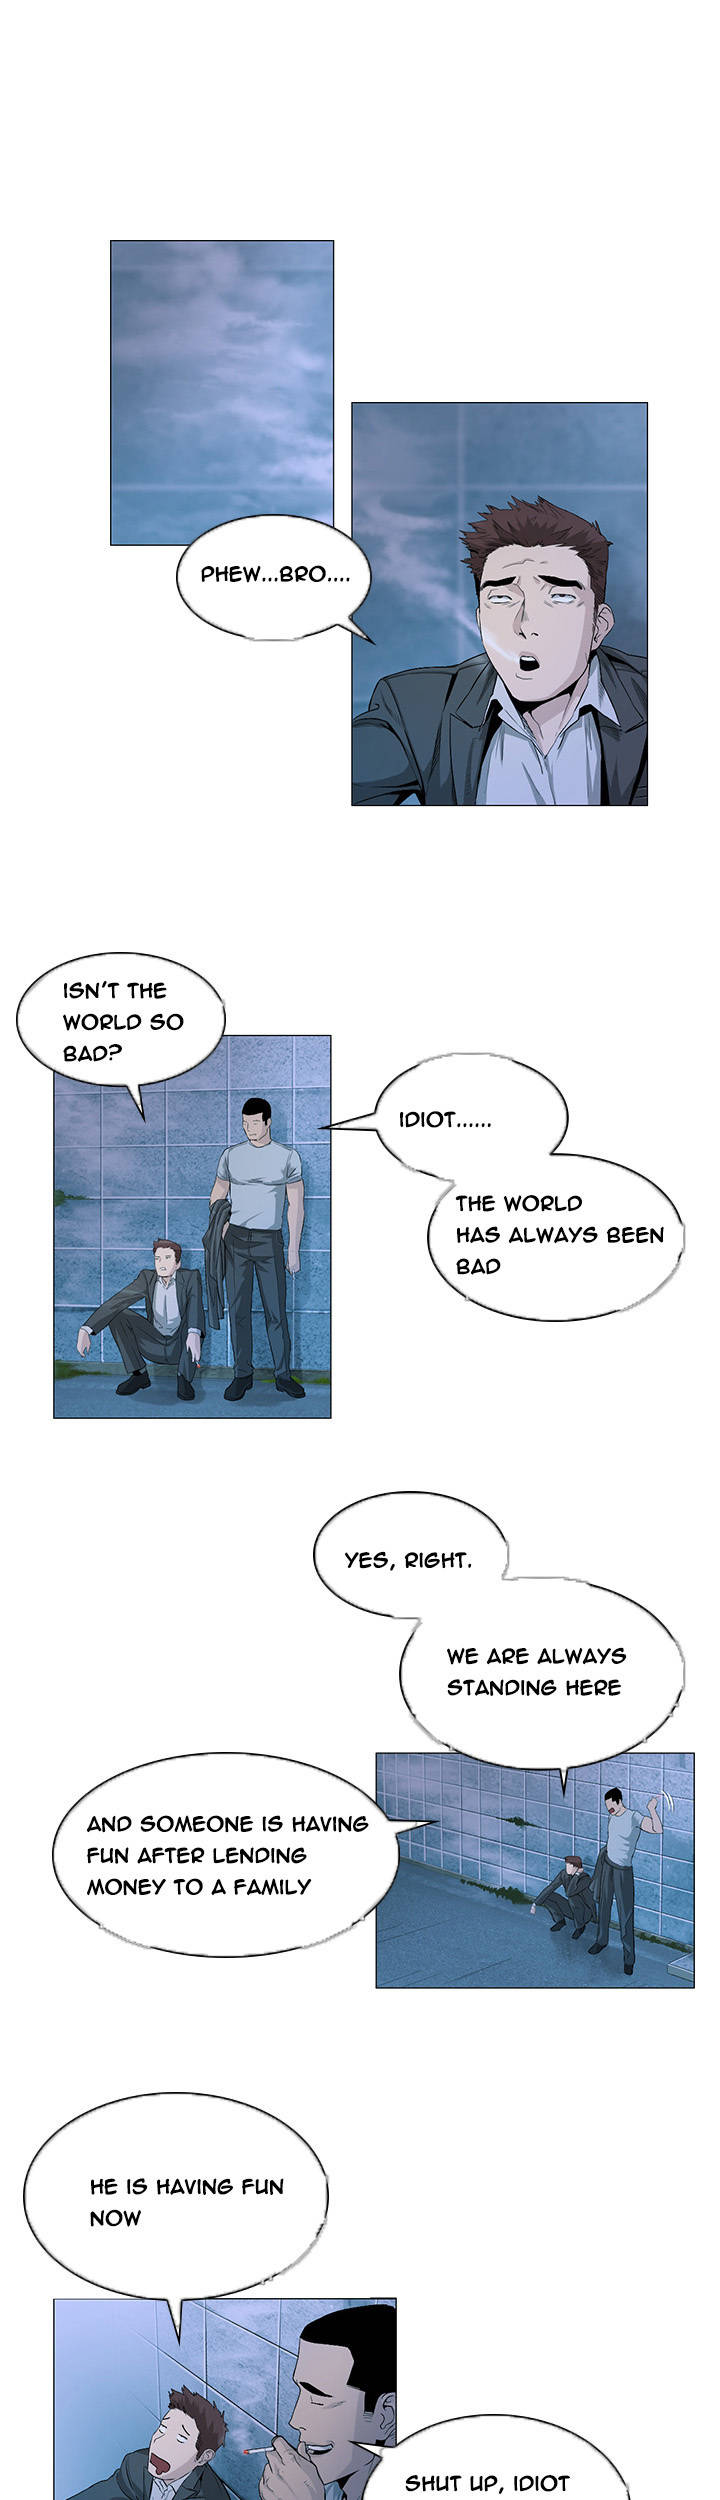 PHEW...BRO....
ISN'T THE
WORLD SO
BAD?
IDIOT......
THE WORLD
HAS ALWAYS BEEN
BAD
YES, RIGHT.
WE ARE ALWAYS
STANDING HERE
AND SOMEONE IS HAVING
FUN AFTER LENDING
MONEY TO A FAMILY
HE IS HAVING FUN
NOW
SHUT UP, IDIOT